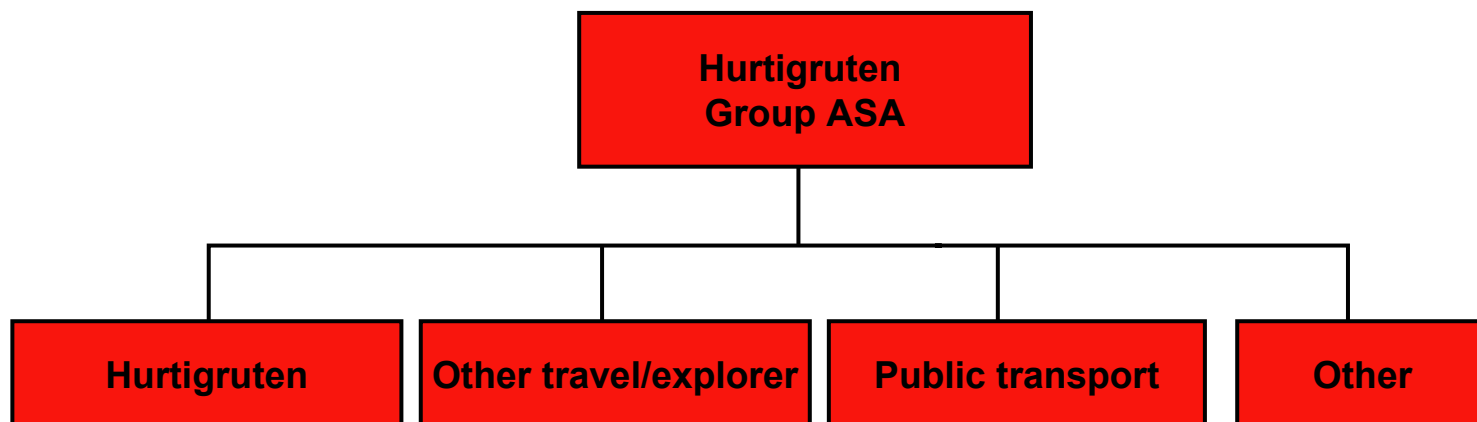 Hurtigruten
Group ASA
Hurtigruten
Other travel/explorer
Public transport
Other